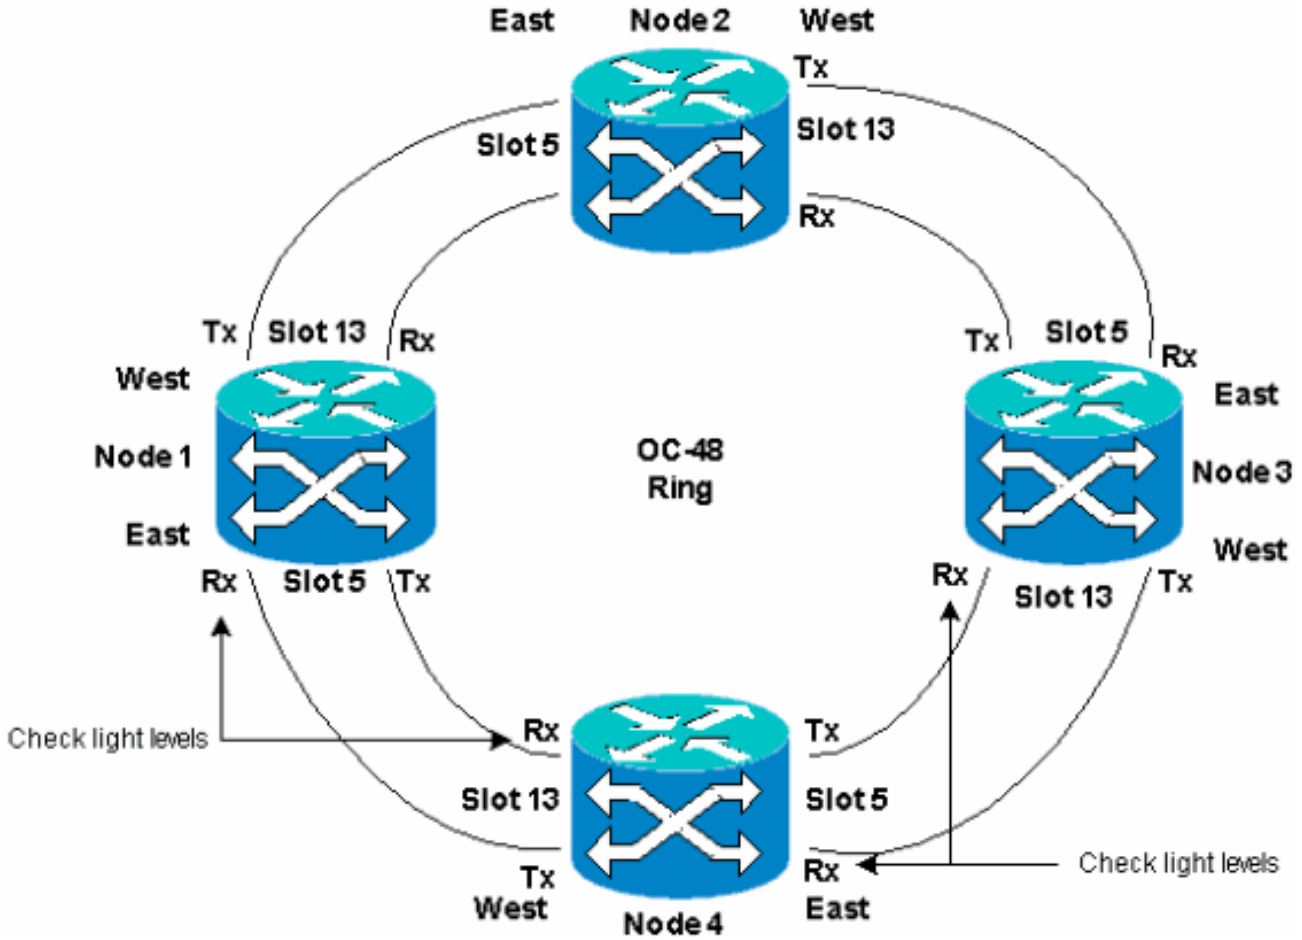 East Node 2 West
Tx
Slot 5
Slot 13
Rx
Tx Slot 13 Rx
Tx Slot 5 Rx
West
East
Node 1
OC-48
Ring
Node 3
East
West
Rx Slot 5 Tx
Rx Slot 13 Tx
Check light levels
Rx
Tx
Slot 13
Slot 5
Check light levels
Tx
Rx
West
Node 4
East